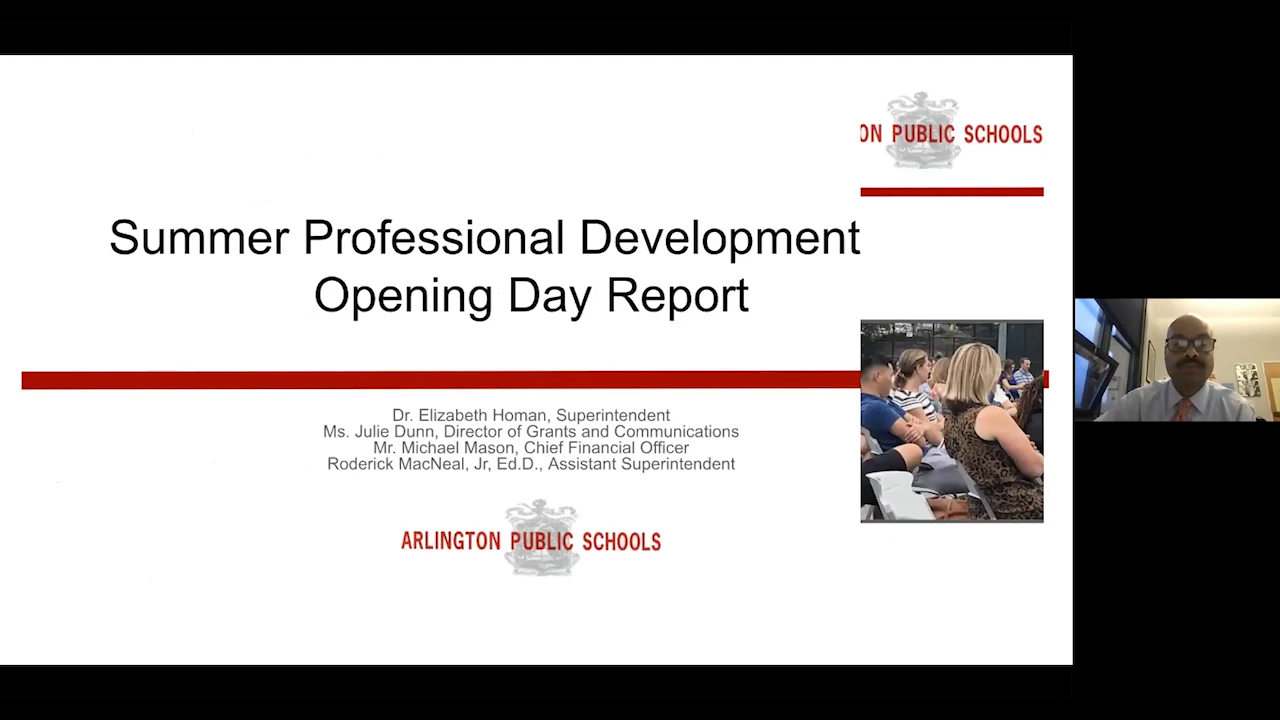 ON PUBLIC SCHOOLS
Summer Professional Development
Opening Day Report
Dr. Elizabeth Homan, Superintendent
Ms. Julie Dunn, Director of Grants and Communications
Mr. Michael Mason, Chief Financial Officer
Roderick MacNeal, Jr, Ed.D., Assistant Superintendent
ARLINGTON PUBLIC SCHOOLS